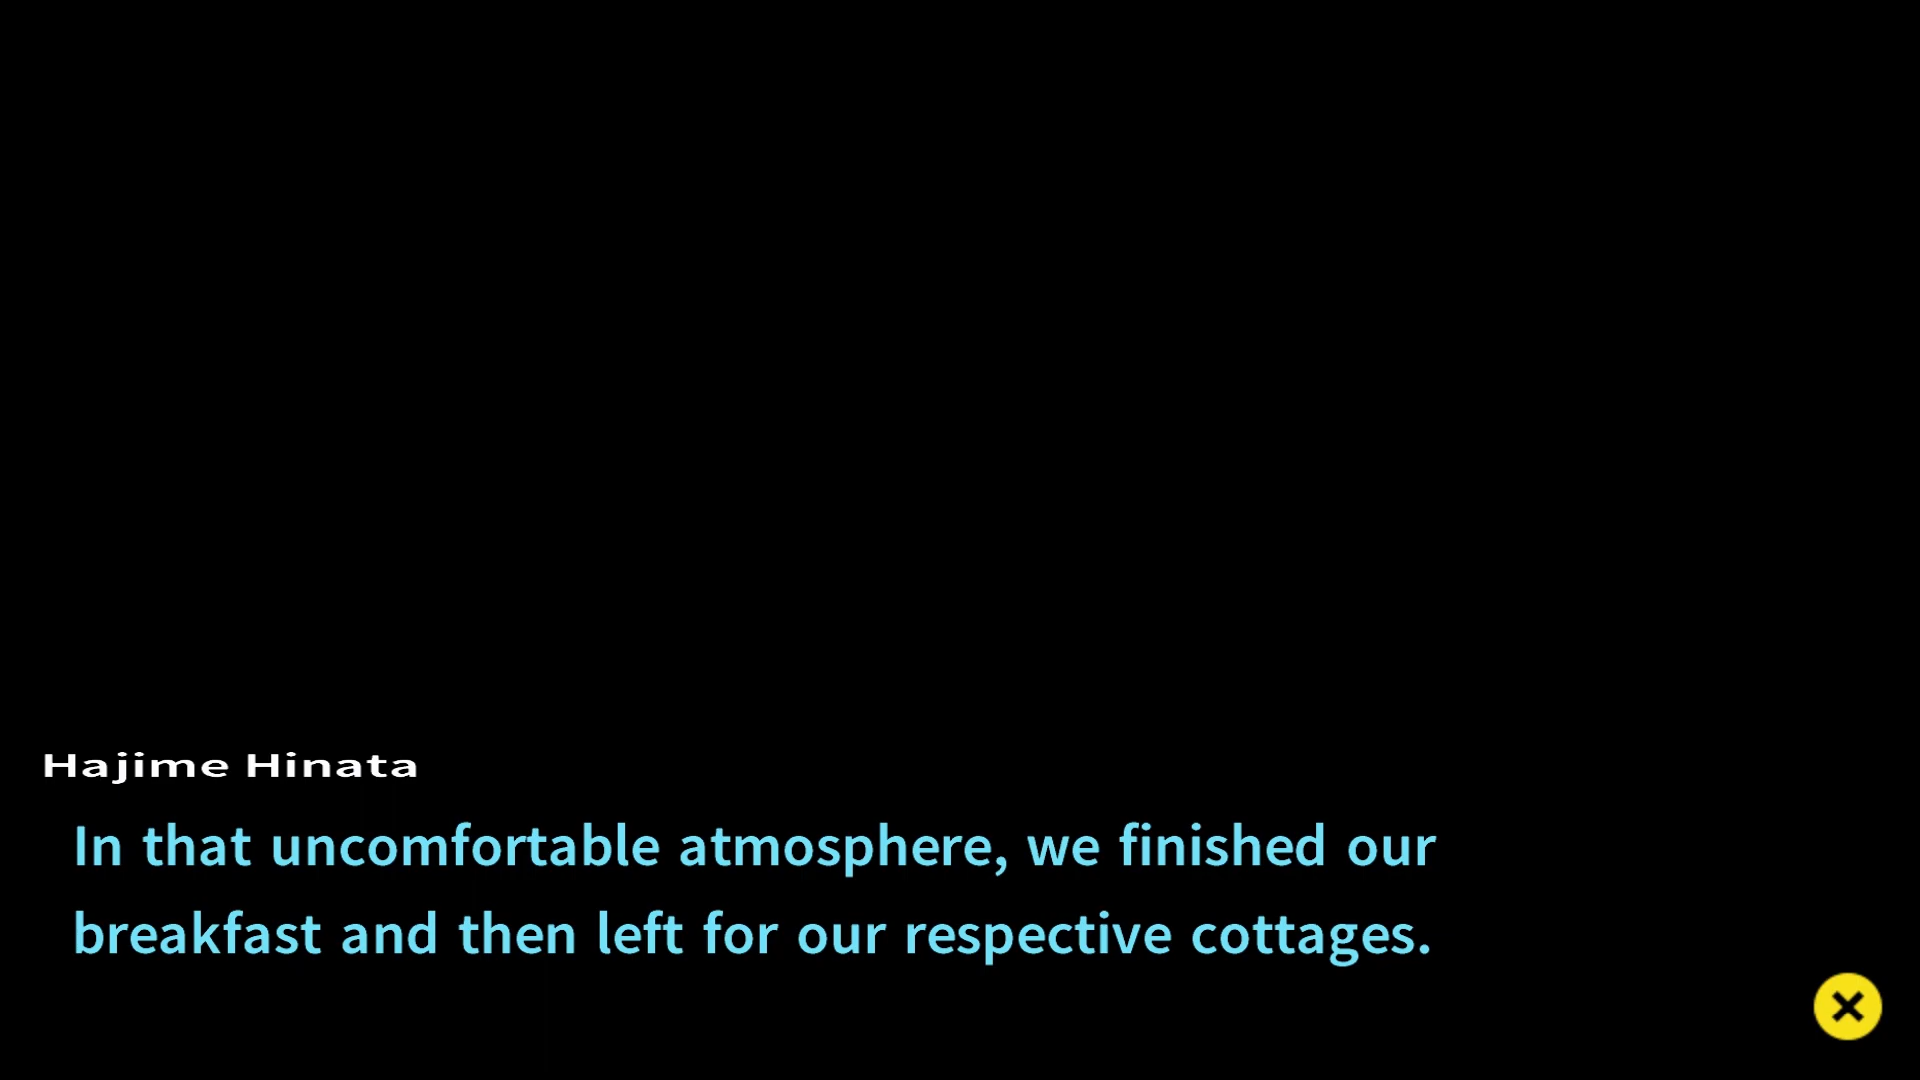 Hajime Hinata
In that uncomfortable atmosphere, we finished our
breakfast and then left for our respective cottages.